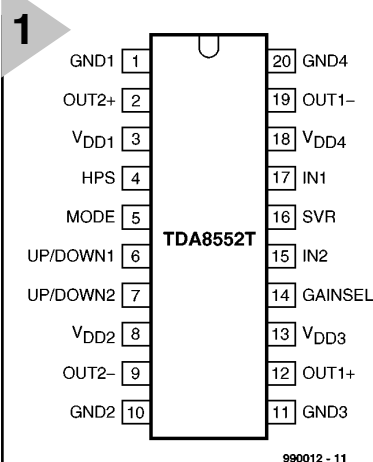 1
GND1 1 20 GND4
OUT2+ 2 19 OUT1–
VDD1 3 18 VDD4
HPS 4 17 IN1
MODE 5 16 SVR
TDA8552T
UP/DOWN1 6 15 IN2
UP/DOWN2 7 14 GAINSEL
VDD2 8 13 VDD3
OUT2– 9 12 OUT1+
GND2 10 11 GND3
990012 - 11